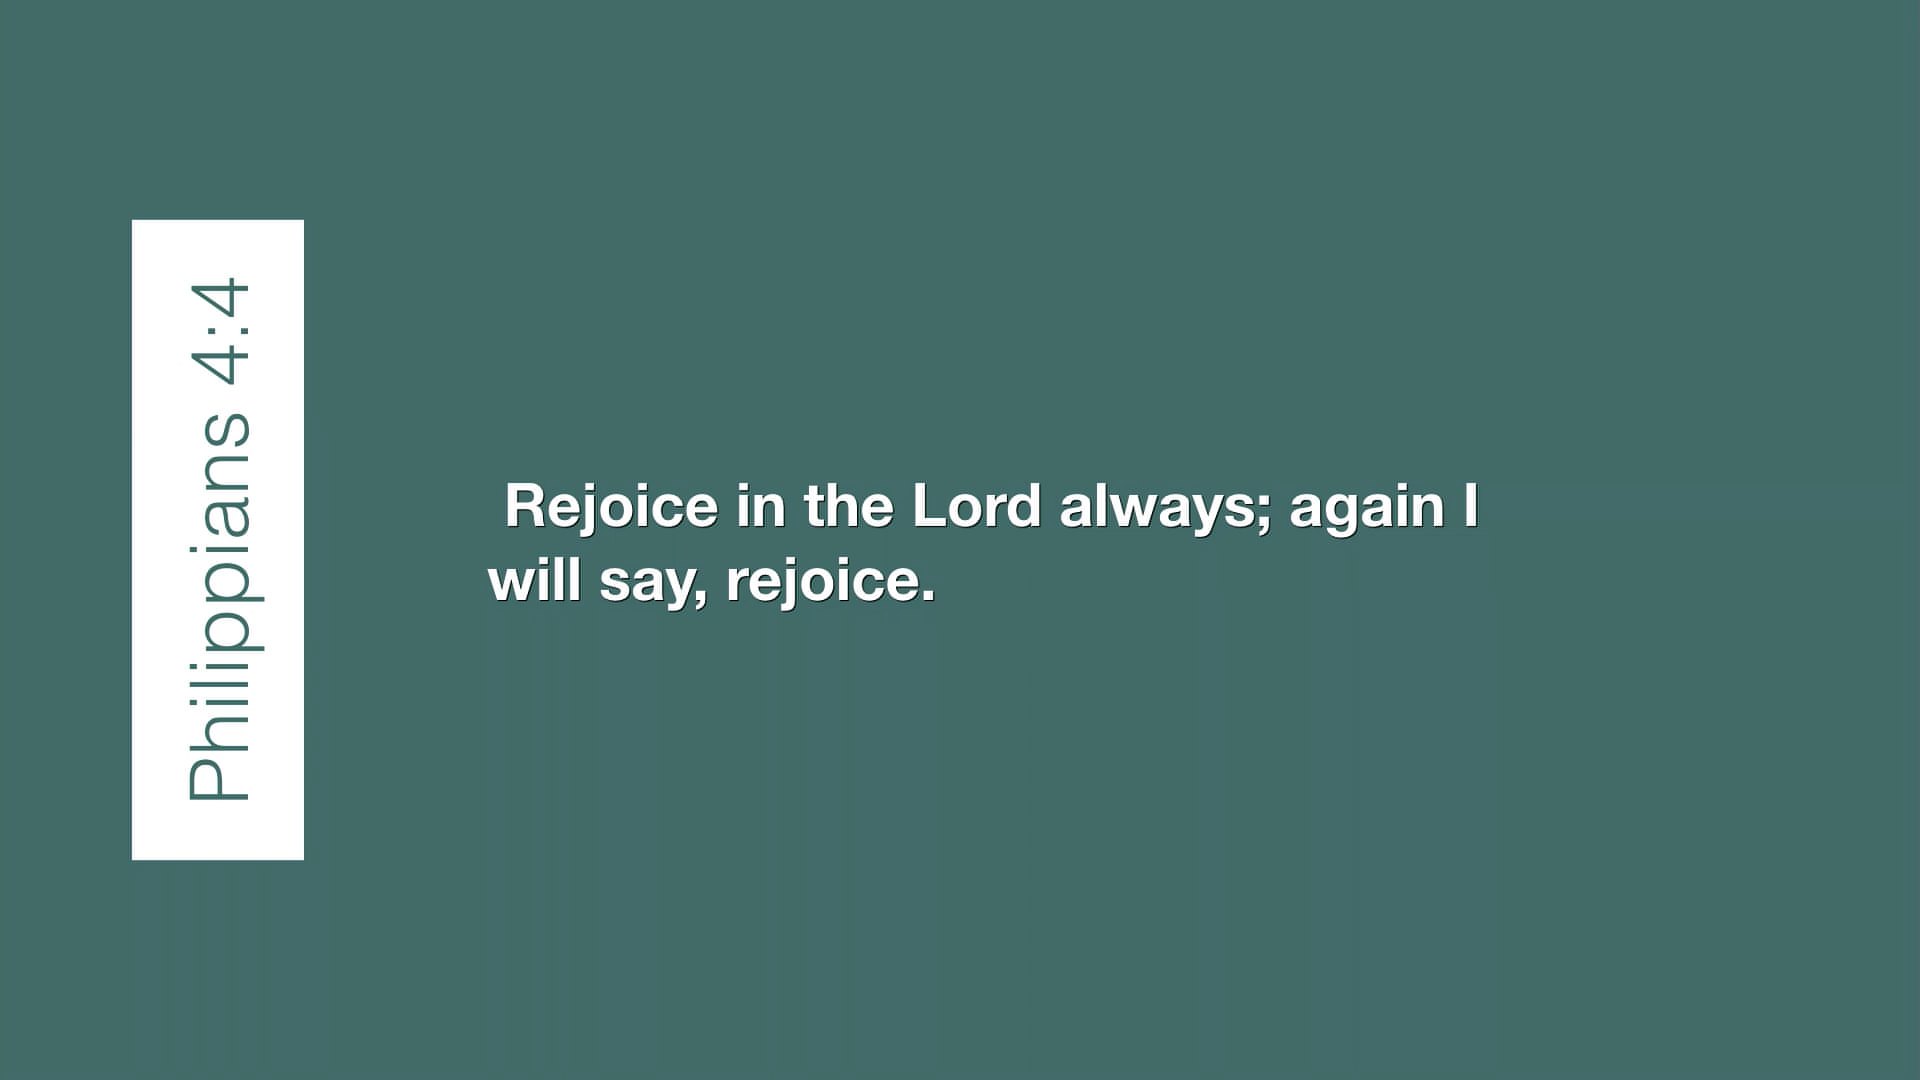 Philippians 4:4
Rejoice in the Lord always; again I
will say, rejoice.